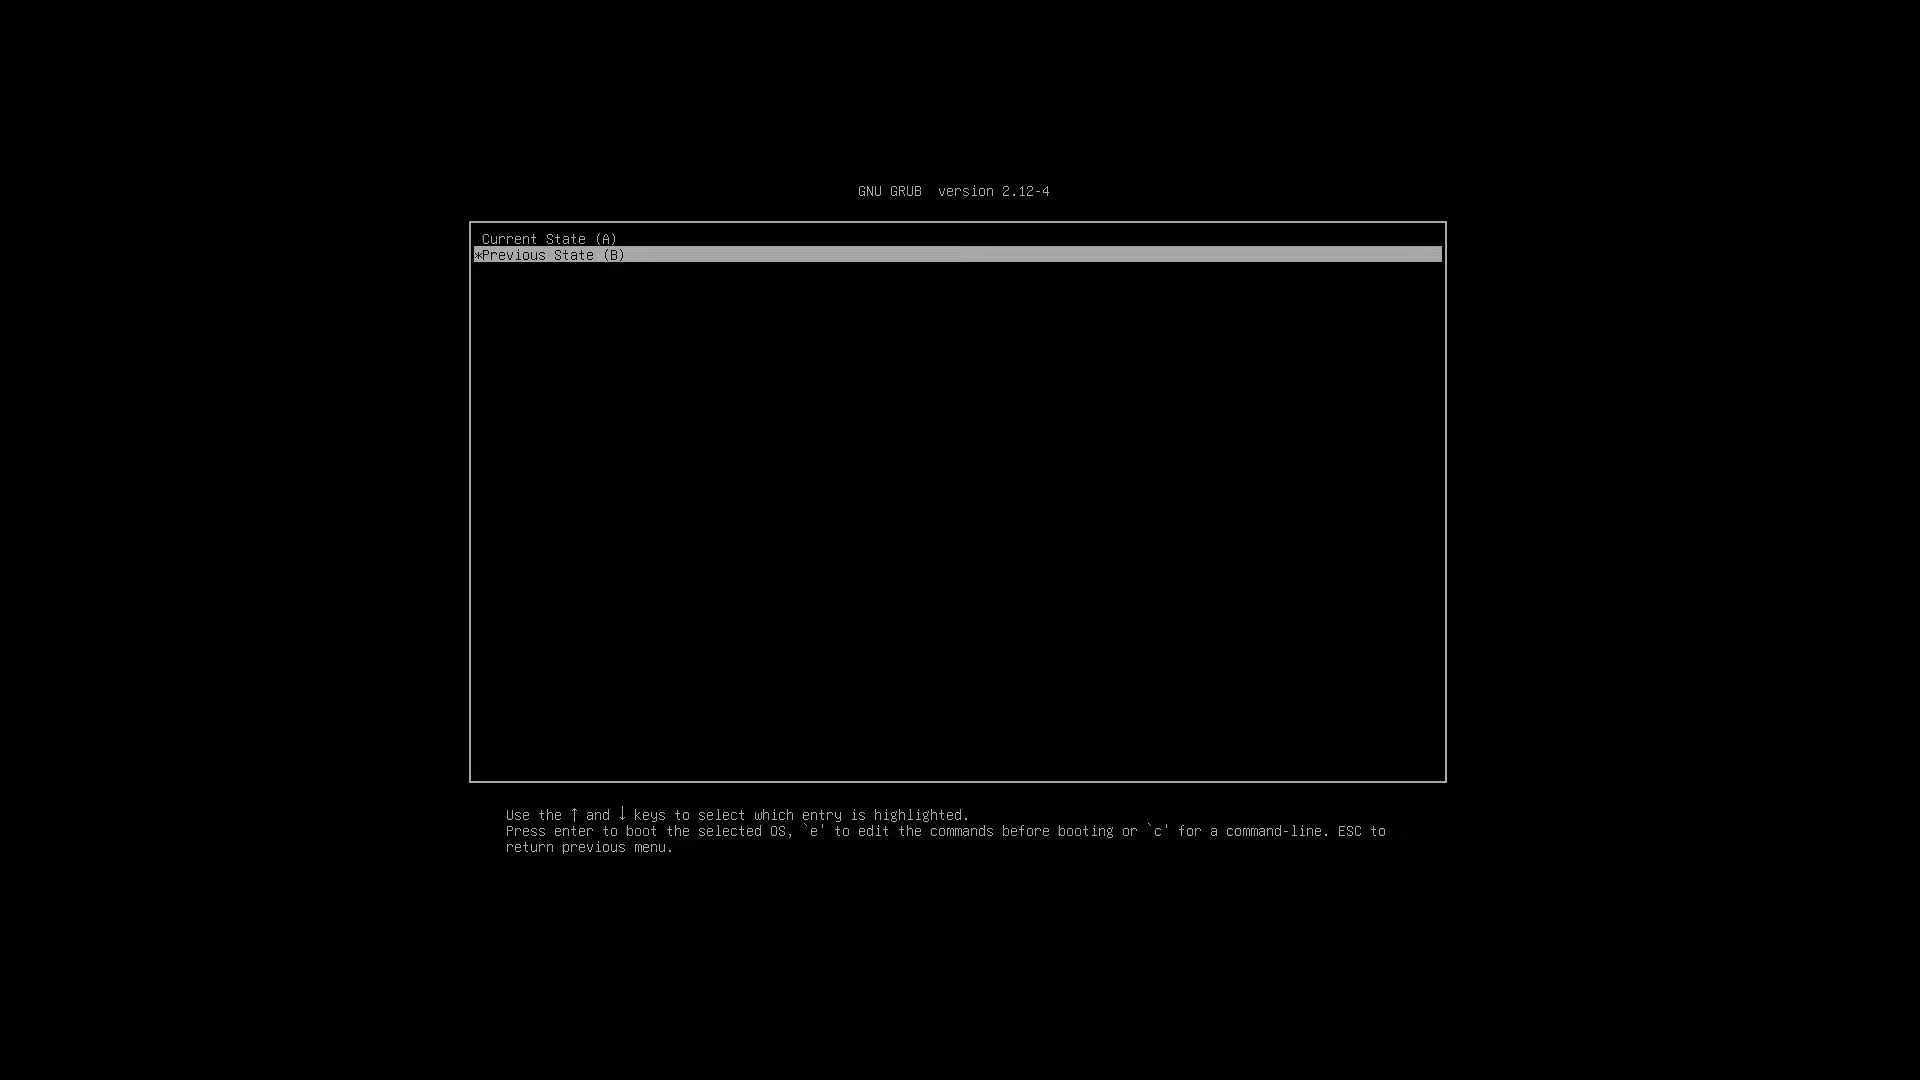 GNU GRUB  version 2.12-4
Current State (A)
*Previous State (B)
Use the ↑ and ↓ keys to select which entry is highlighted.
Press enter to boot the selected OS, `e' to edit the commands before booting or `c' for a command-line. ESC to
return previous menu.